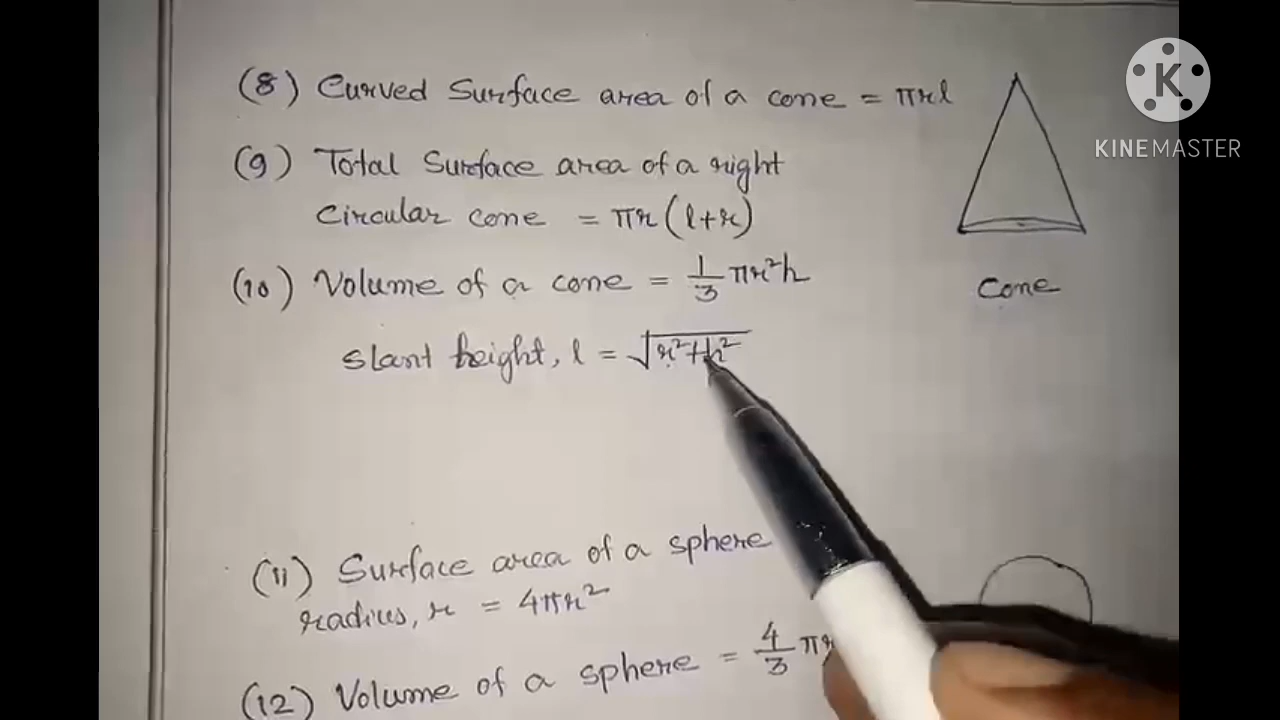 (8) Curved Surface area of a cone = πrl
(9) Total Surface area of a right
Circular cone = πr(l+r)
(10) Volume of a cone = 1/3 πr²h
Cone
Slant height, l = √r²+h²
(11) Surface area of a sphere
radius, r = 4πr²
(12) Volume of a sphere = 4/3 πr
K
KINEMASTER